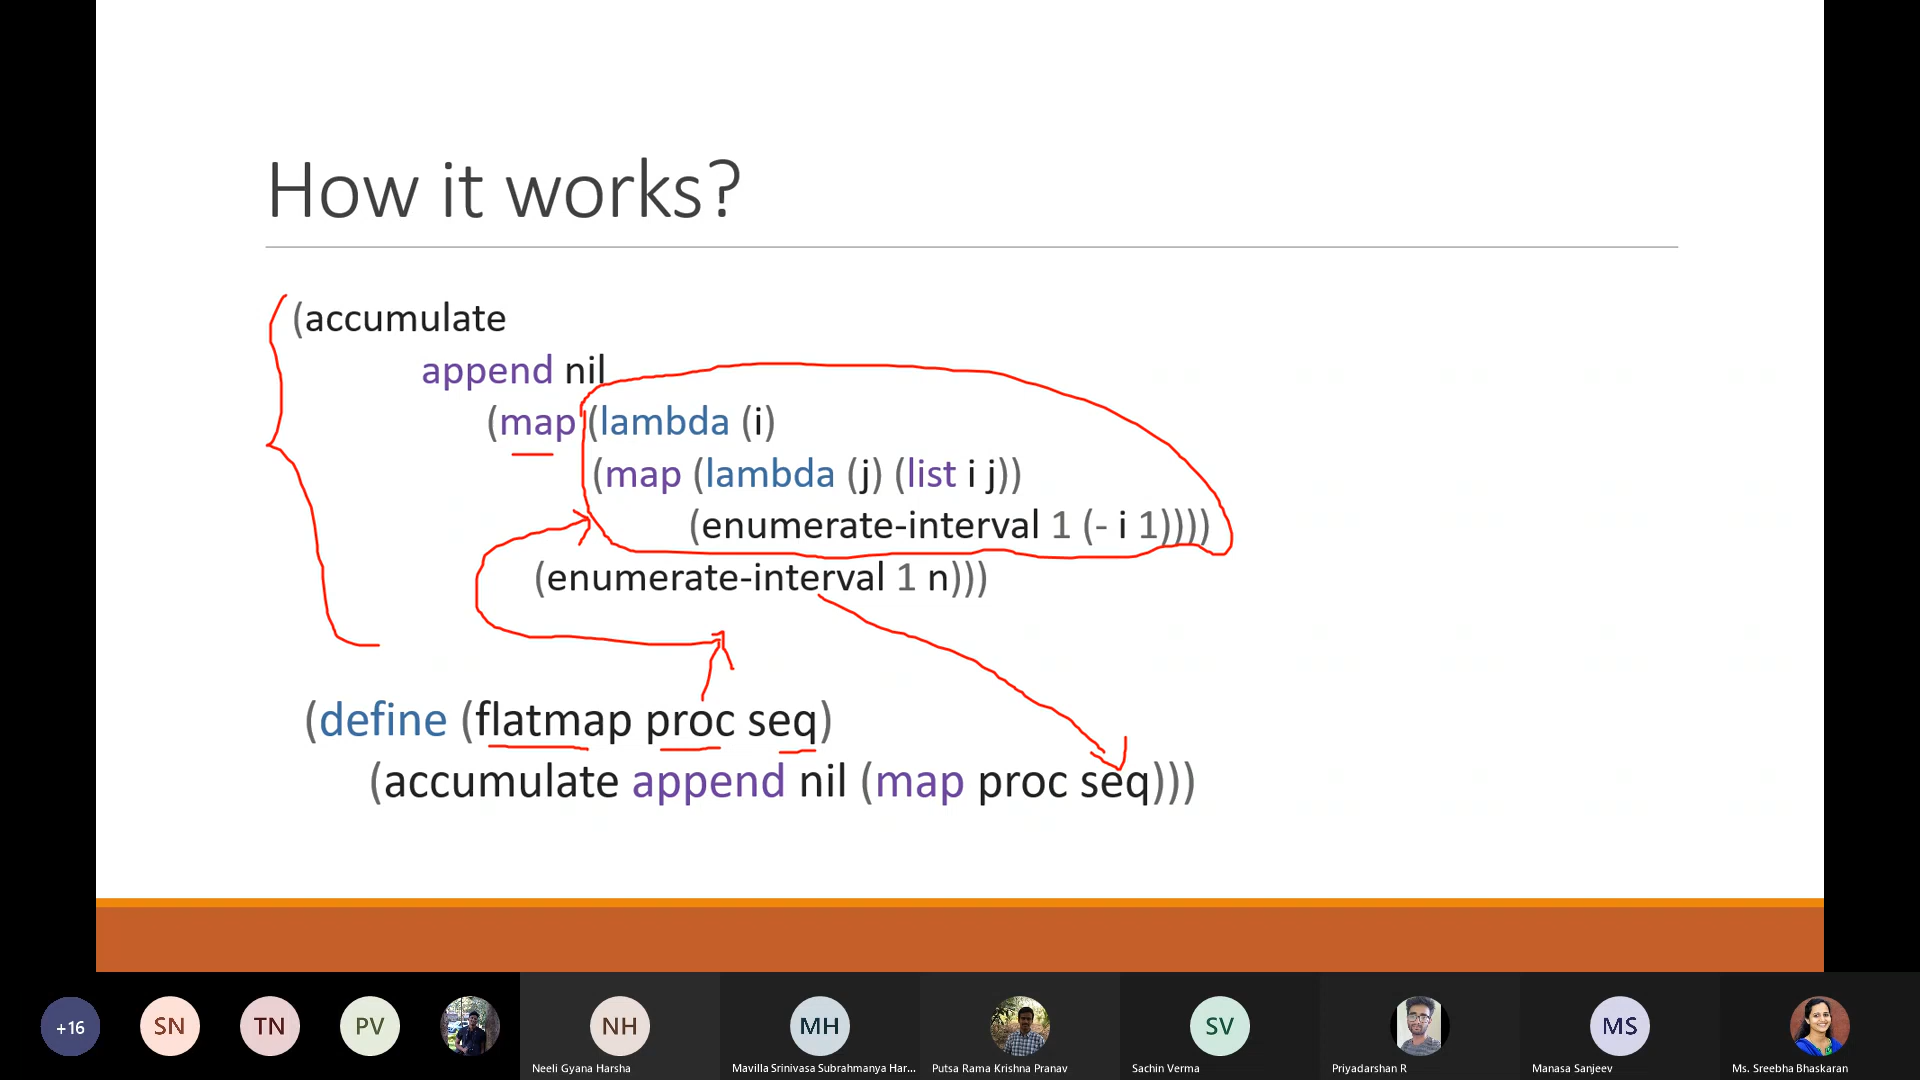 How it works?
(accumulate
append nil
(map (lambda (i)
(map (lambda (j) (list i j))
(enumerate-interval 1 (- i 1))))
(enumerate-interval 1 n)))
(define (flatmap proc seq)
(accumulate append nil (map proc seq)))
+16 SN TN PV NH MH SV MS
Neeli Gyana Harsha Mavilla Srinivasa Subrahmanya Har... Putsa Rama Krishna Pranav Sachin Verma Priyadarshan R Manasa Sanjeev Ms. Sreebha Bhaskaran